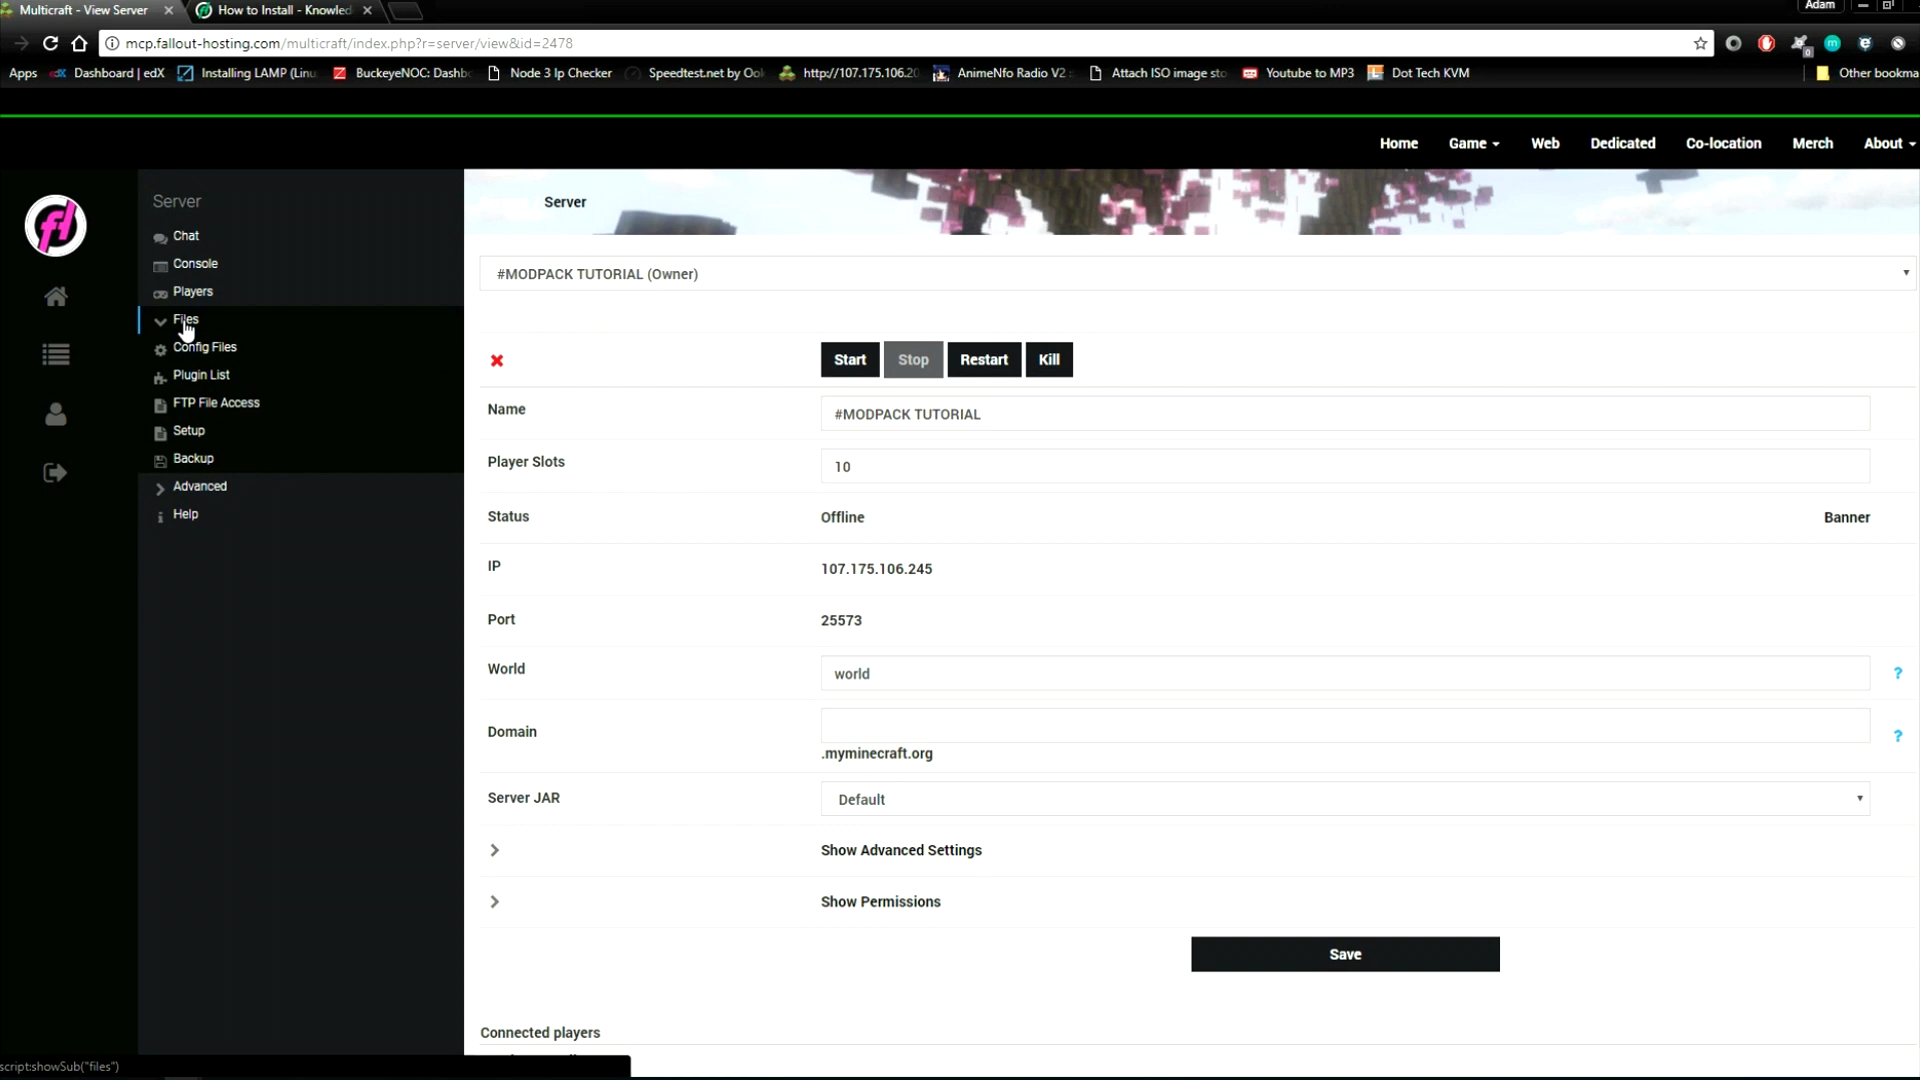 Multicraft - View Server
How to Install - Knowled
Adam
mcp.fallout-hosting.com/multicraft/index.php?r=server/view&id=2478
Apps
Dashboard | edX
Installing LAMP (Linu
BuckeyeNOC: Dashb
Node 3 Ip Checker
Speedtest.net by Ook
http://107.175.106.20
AnimeNfo Radio V2
Attach ISO image sto
Youtube to MP3
Dot Tech KVM
Other bookma
Home
Game
Web
Dedicated
Co-location
Merch
About
Server
Chat
Console
Players
Files
Config Files
Plugin List
FTP File Access
Setup
Backup
Advanced
Help
Server
#MODPACK TUTORIAL (Owner)
Start
Stop
Restart
Kill
Name
#MODPACK TUTORIAL
Player Slots
10
Status
Offline
Banner
IP
107.175.106.245
Port
25573
World
world
?
Domain
?
.myminecraft.org
Server JAR
Default
Show Advanced Settings
Show Permissions
Save
Connected players
script:showSub("files")